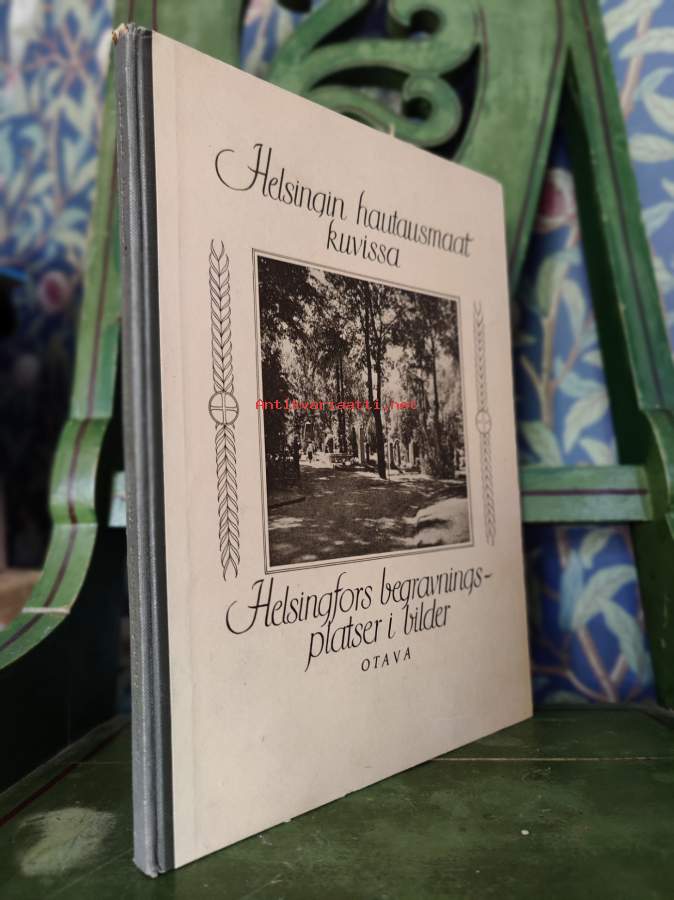 Helsingin hautausmaat
kuvissa
Antikvariaatti.net
Helsingfors begravnings-
platser i bilder
OTAVA